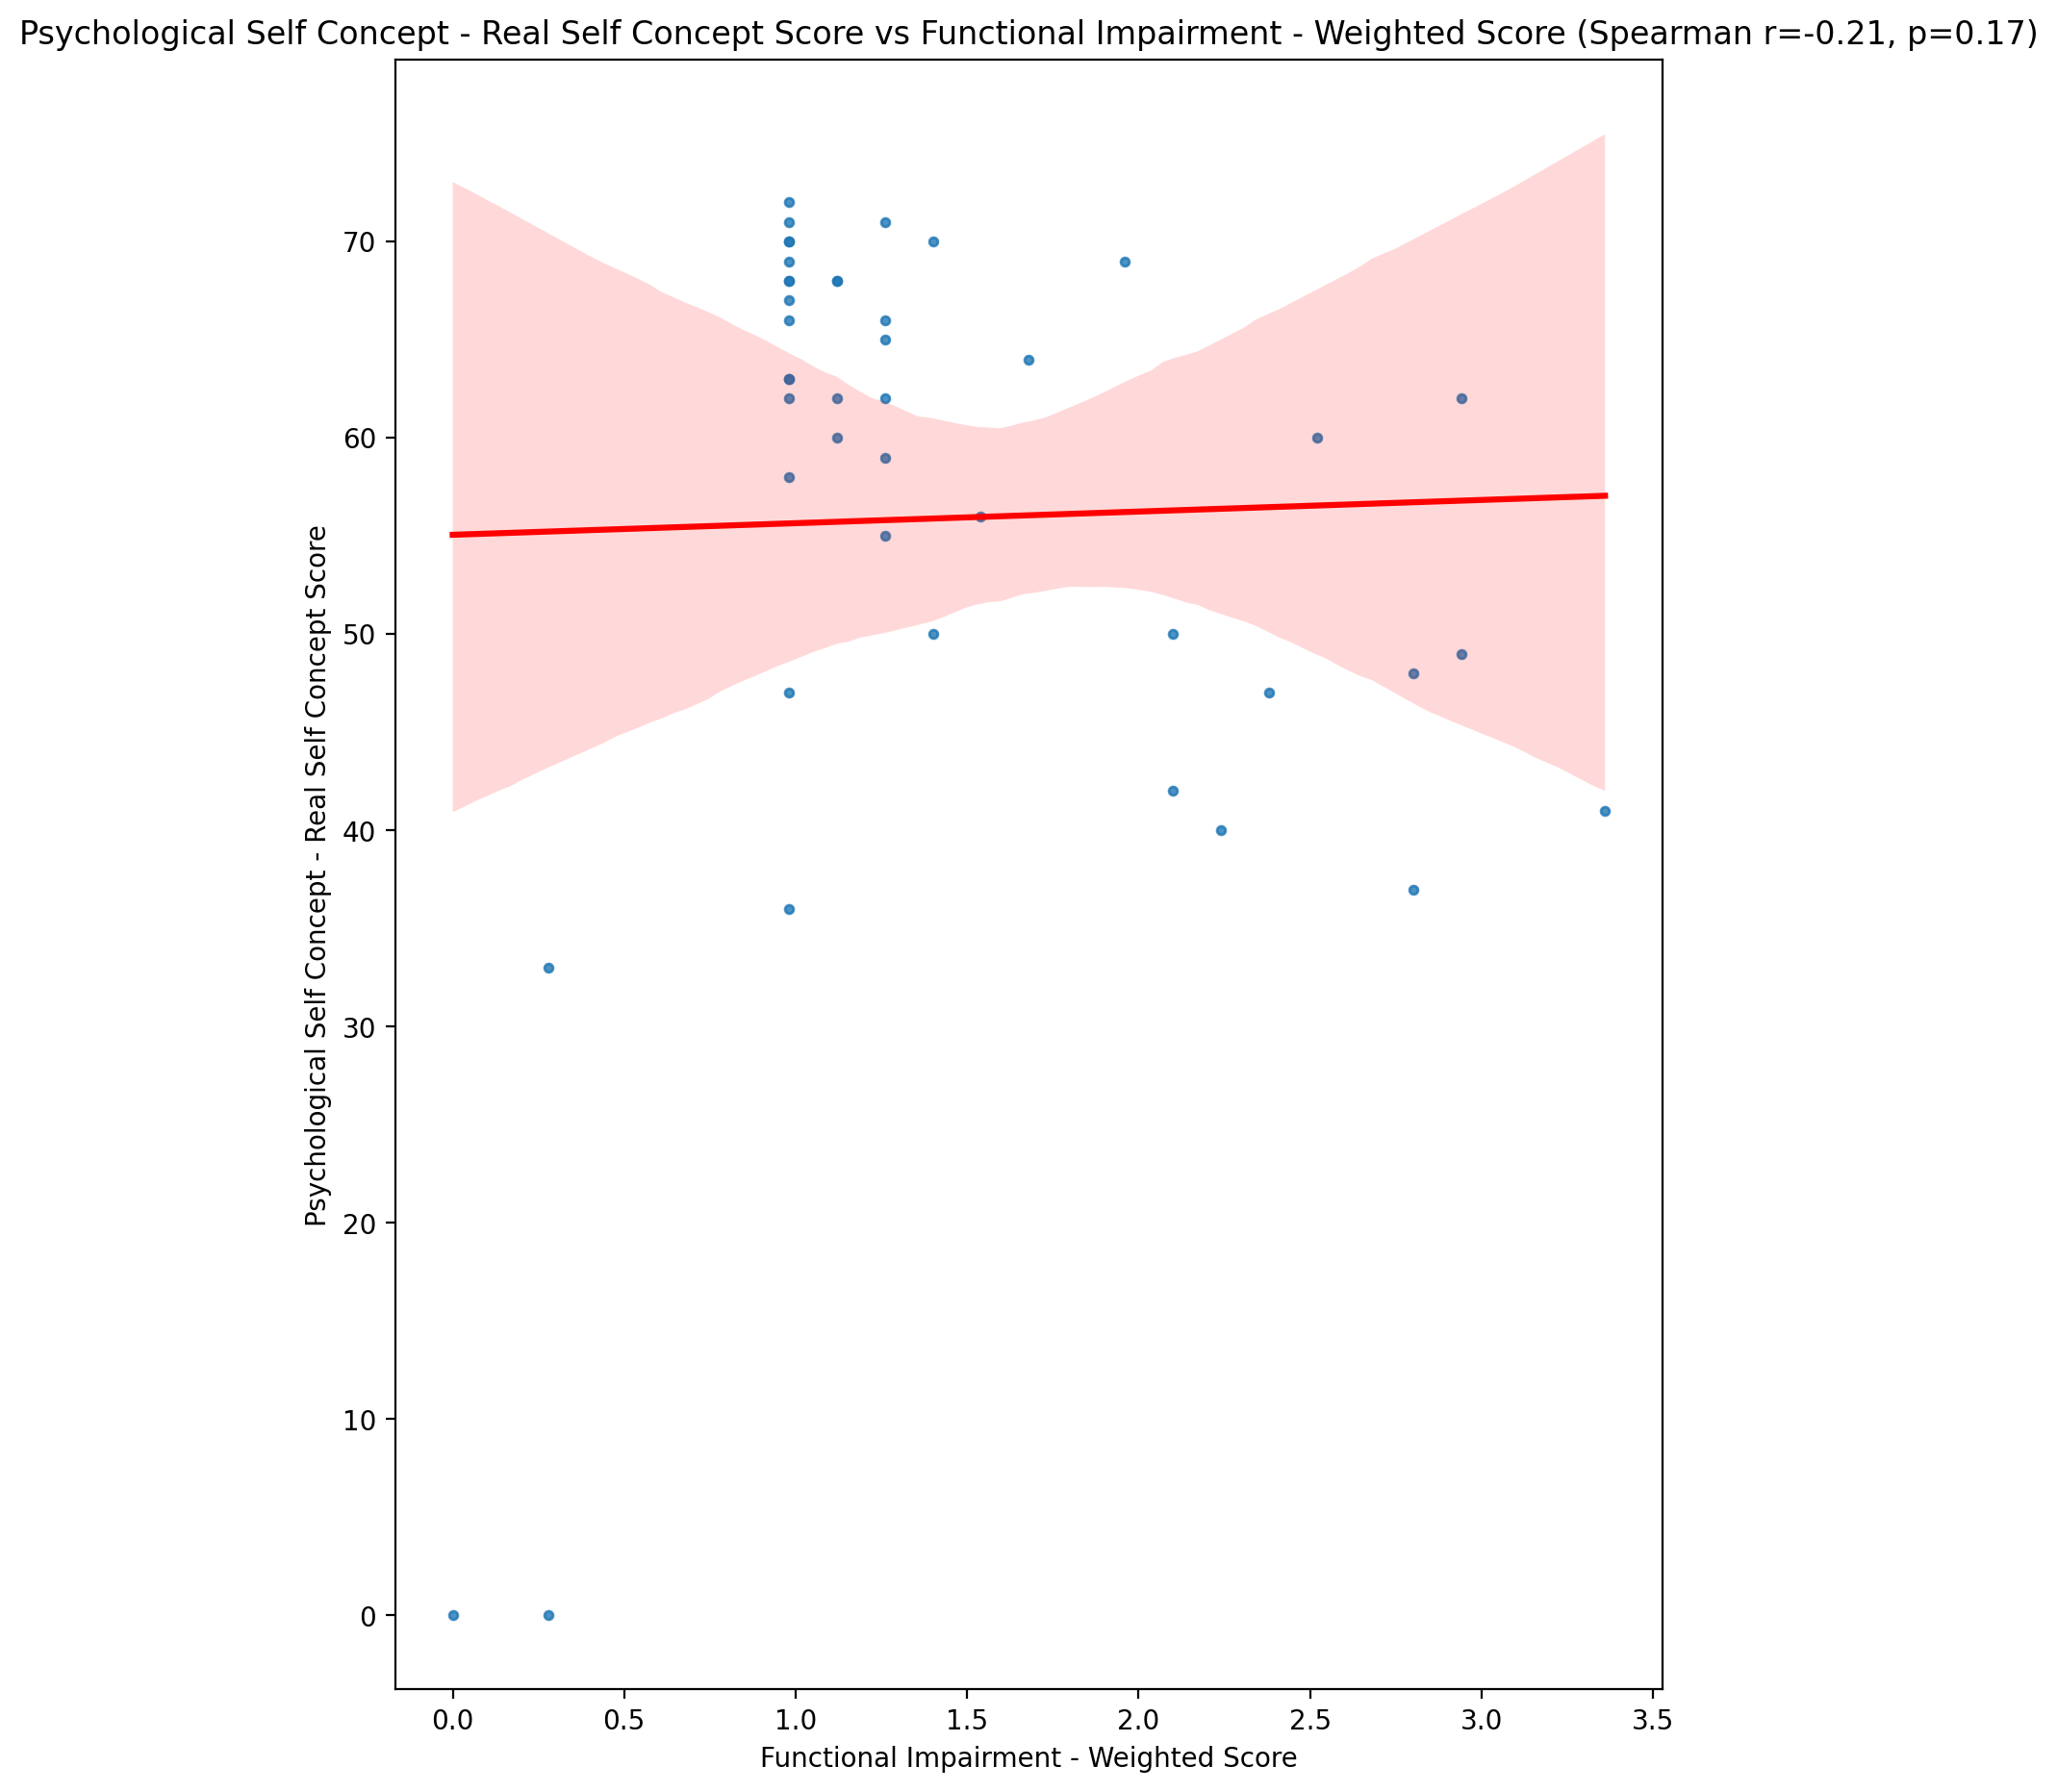 Psychological Self Concept - Real Self Concept Score vs Functional Impairment - Weighted Score (Spearman r=-0.21, p=0.17)
Psychological Self Concept - Real Self Concept Score
70
60
50
40
30
20
10
0
0.0 0.5 1.0 1.5 2.0 2.5 3.0 3.5
Functional Impairment - Weighted Score